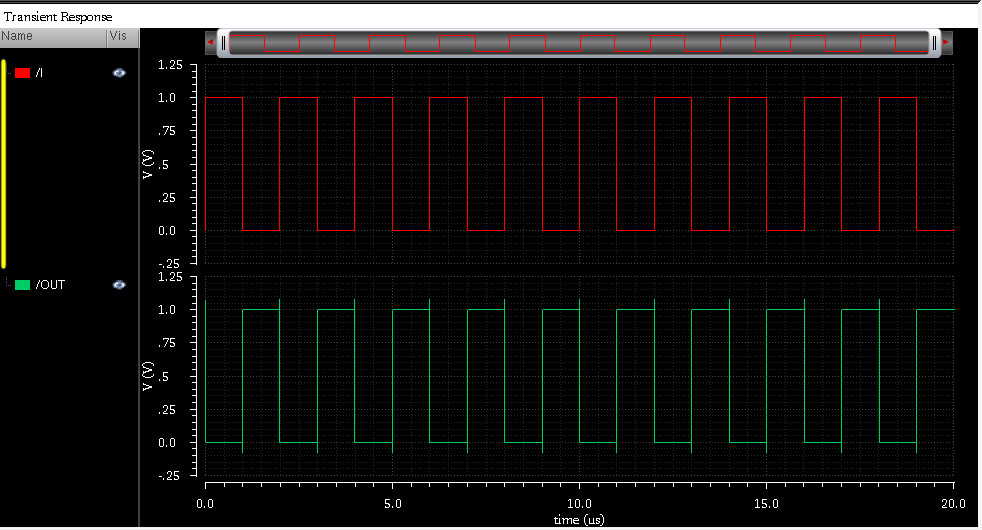 Transient Response
Name Vis
/I
1.25
1.0
.75
.5
.25
0.0
-.25
V (V)
/OUT
1.25
1.0
.75
.5
.25
0.0
-.25
V (V)
0.0 5.0 10.0 15.0 20.0
time (us)